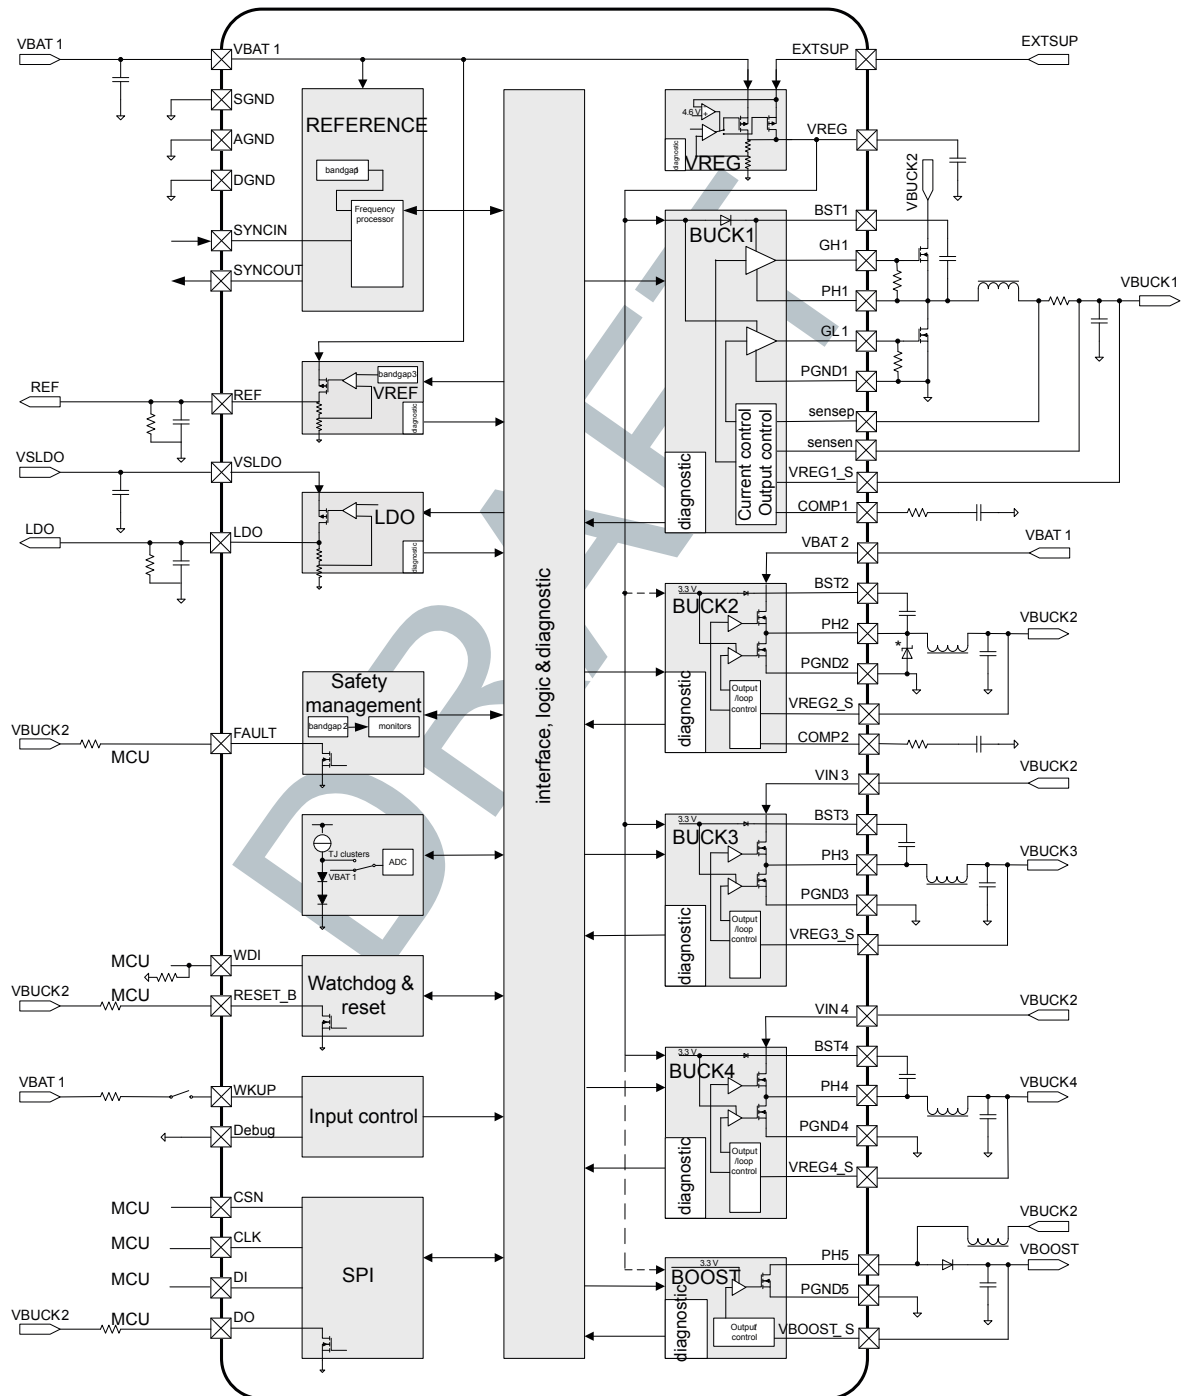 VBAT 1
VBAT 1
SGND
AGND
DGND
SYNCIN
SYNCOUT
REFERENCE
bandgap
Frequency
processor
REF
REF
bandgap3
VREF
diagnostic
VSLDO
VSLDO
LDO
LDO
LDO
diagnostic
Safety
management
bandgap 2
monitors
VBUCK2
MCU
FAULT
TJ clusters
VBAT 1
ADC
MCU
WDI
VBUCK2
MCU
RESET_B
Watchdog &
reset
VBAT 1
WKUP
Debug
Input control
MCU
CSN
MCU
CLK
MCU
DI
VBUCK2
MCU
DO
SPI
interface, logic & diagnostic
DRAFT
EXTSUP
EXTSUP
4.6 V
+
diagnostic
VREG
VREG
VBUCK2
BUCK1
BST1
GH1
PH1
GL1
PGND1
sensep
sensen
VREG1_S
COMP1
Current control
Output control
diagnostic
VBUCK1
VBAT 2
VBAT 1
3.3 V
BUCK2
BST2
PH2
PGND2
VREG2_S
COMP2
Output
/loop
control
diagnostic
*
VBUCK2
VIN 3
VBUCK2
3.3 V
BUCK3
BST3
PH3
PGND3
VREG3_S
Output
/loop
control
diagnostic
VBUCK3
VIN 4
VBUCK2
3.3 V
BUCK4
BST4
PH4
PGND4
VREG4_S
Output
/loop
control
diagnostic
VBUCK4
VBUCK2
3.3 V
BOOST
PH5
PGND5
VBOOST_S
Output
control
diagnostic
VBOOST